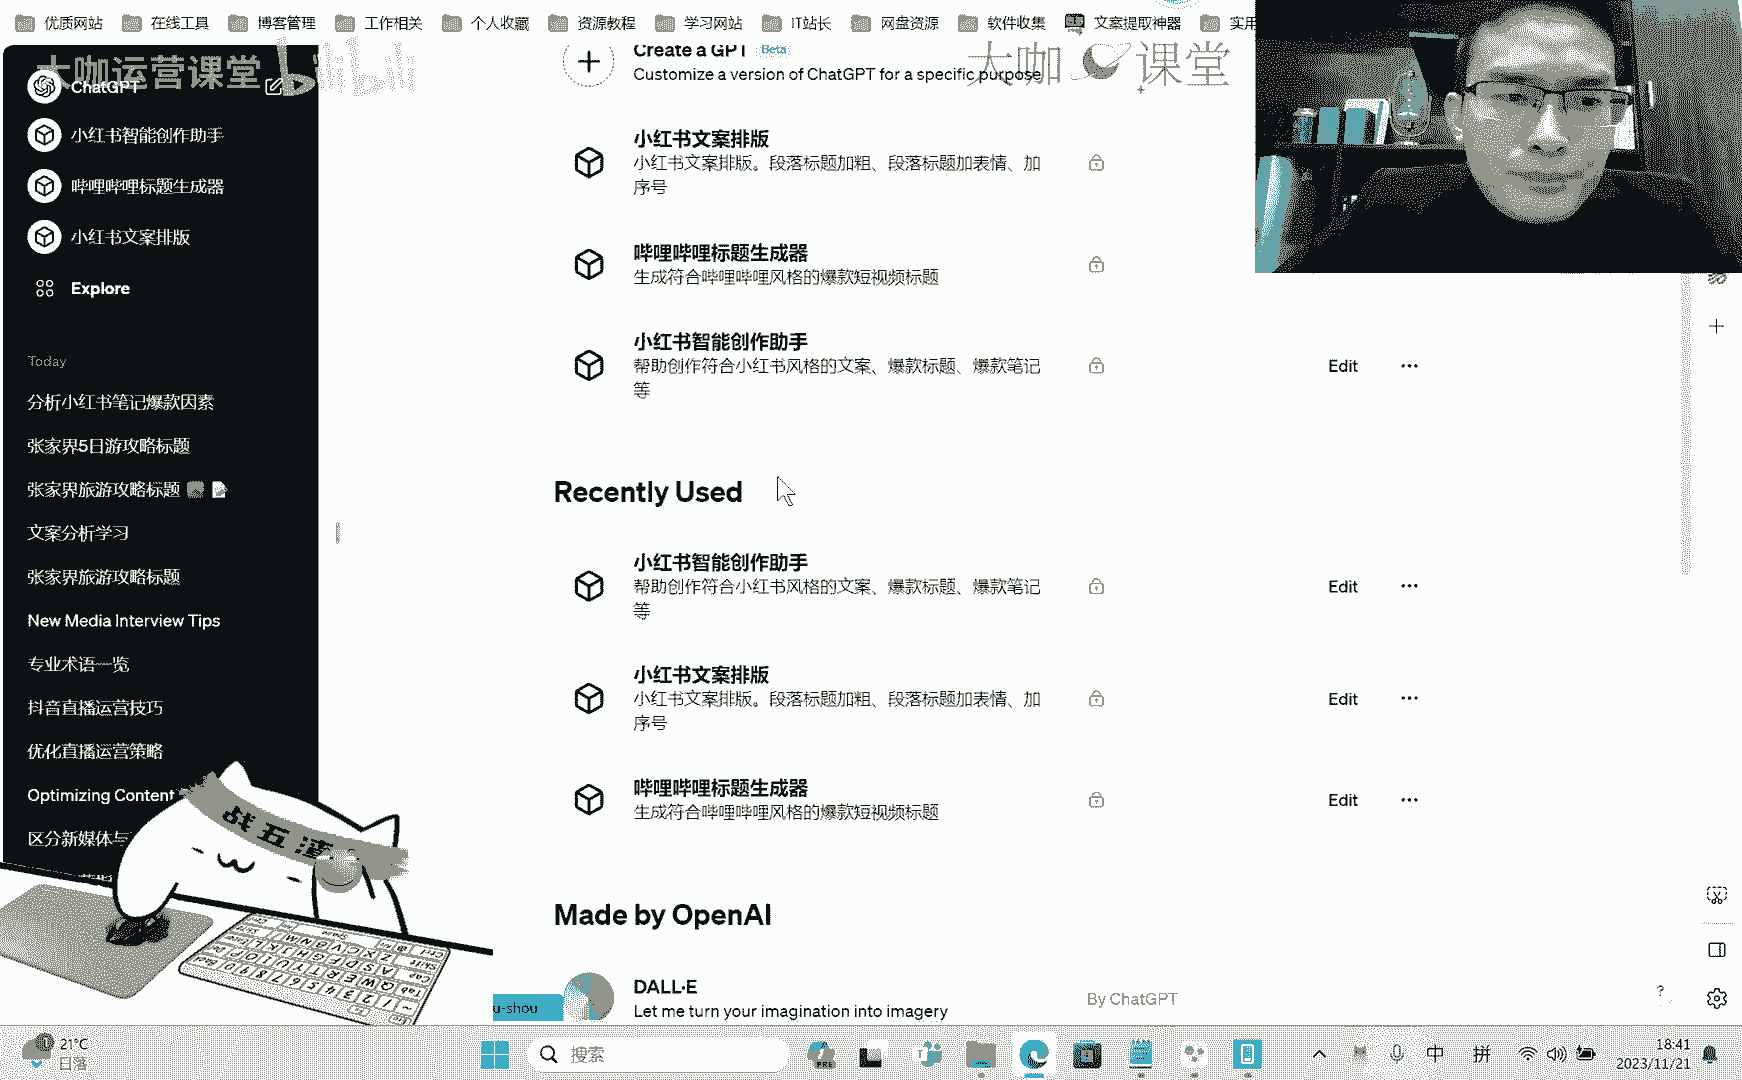 优质网站
在线工具
博客管理
工作相关
个人收藏
资源教程
学习网站
IT站长
网盘资源
软件收集
文案提取神器
实用
大咖运营课堂 bilibili
大咖课堂
ChatGPT
小红书智能创作助手
哔哩哔哩标题生成器
小红书文案排版
Explore
Today
分析小红书笔记爆款因素
张家界5日游攻略标题
张家界旅游攻略标题
文案分析学习
张家界旅游攻略标题
New Media Interview Tips
专业术语一览
抖音直播运营技巧
优化直播运营策略
Optimizing Content
区分新媒体与
Create a GPT Beta
Customize a version of ChatGPT for a specific purpose
小红书文案排版
小红书文案排版。段落标题加粗、段落标题加表情、加
序号
哔哩哔哩标题生成器
生成符合哔哩哔哩风格的爆款短视频标题
小红书智能创作助手
帮助创作符合小红书风格的文案、爆款标题、爆款笔记
等
Edit
Recently Used
小红书智能创作助手
帮助创作符合小红书风格的文案、爆款标题、爆款笔记
等
Edit
小红书文案排版
小红书文案排版。段落标题加粗、段落标题加表情、加
序号
Edit
哔哩哔哩标题生成器
生成符合哔哩哔哩风格的爆款短视频标题
Edit
Made by OpenAI
DALL·E
Let me turn your imagination into imagery
By ChatGPT
战五渣
u-shou
21°C
日落
搜索
中
拼
18:41
2023/11/21